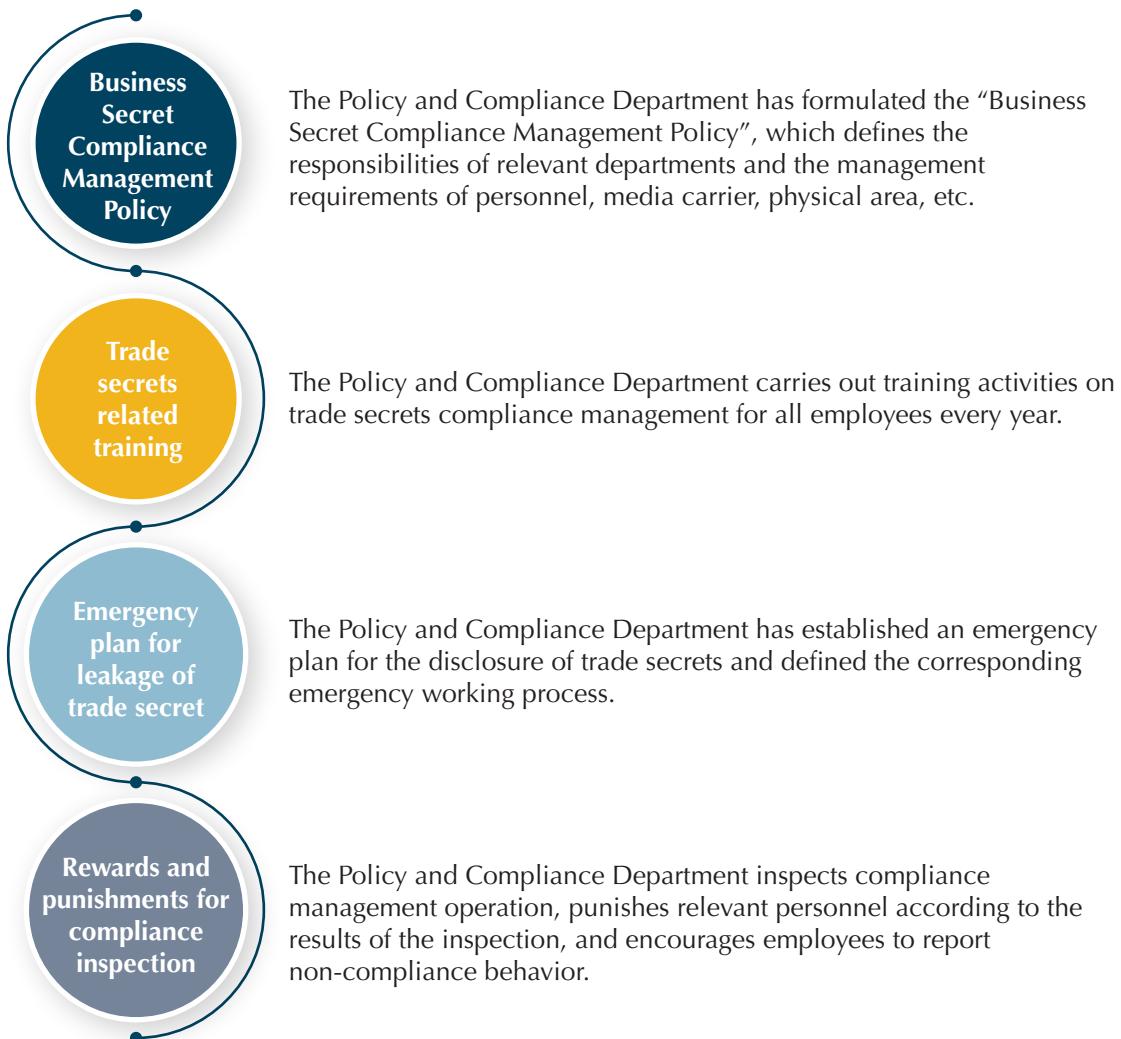 Business
Secret
Compliance
Management
Policy
The Policy and Compliance Department has formulated the “Business
Secret Compliance Management Policy”, which defines the
responsibilities of relevant departments and the management
requirements of personnel, media carrier, physical area, etc.
Trade
secrets
related
training
The Policy and Compliance Department carries out training activities on
trade secrets compliance management for all employees every year.
Emergency
plan for
leakage of
trade secret
The Policy and Compliance Department has established an emergency
plan for the disclosure of trade secrets and defined the corresponding
emergency working process.
Rewards and
punishments for
compliance
inspection
The Policy and Compliance Department inspects compliance
management operation, punishes relevant personnel according to the
results of the inspection, and encourages employees to report
non-compliance behavior.